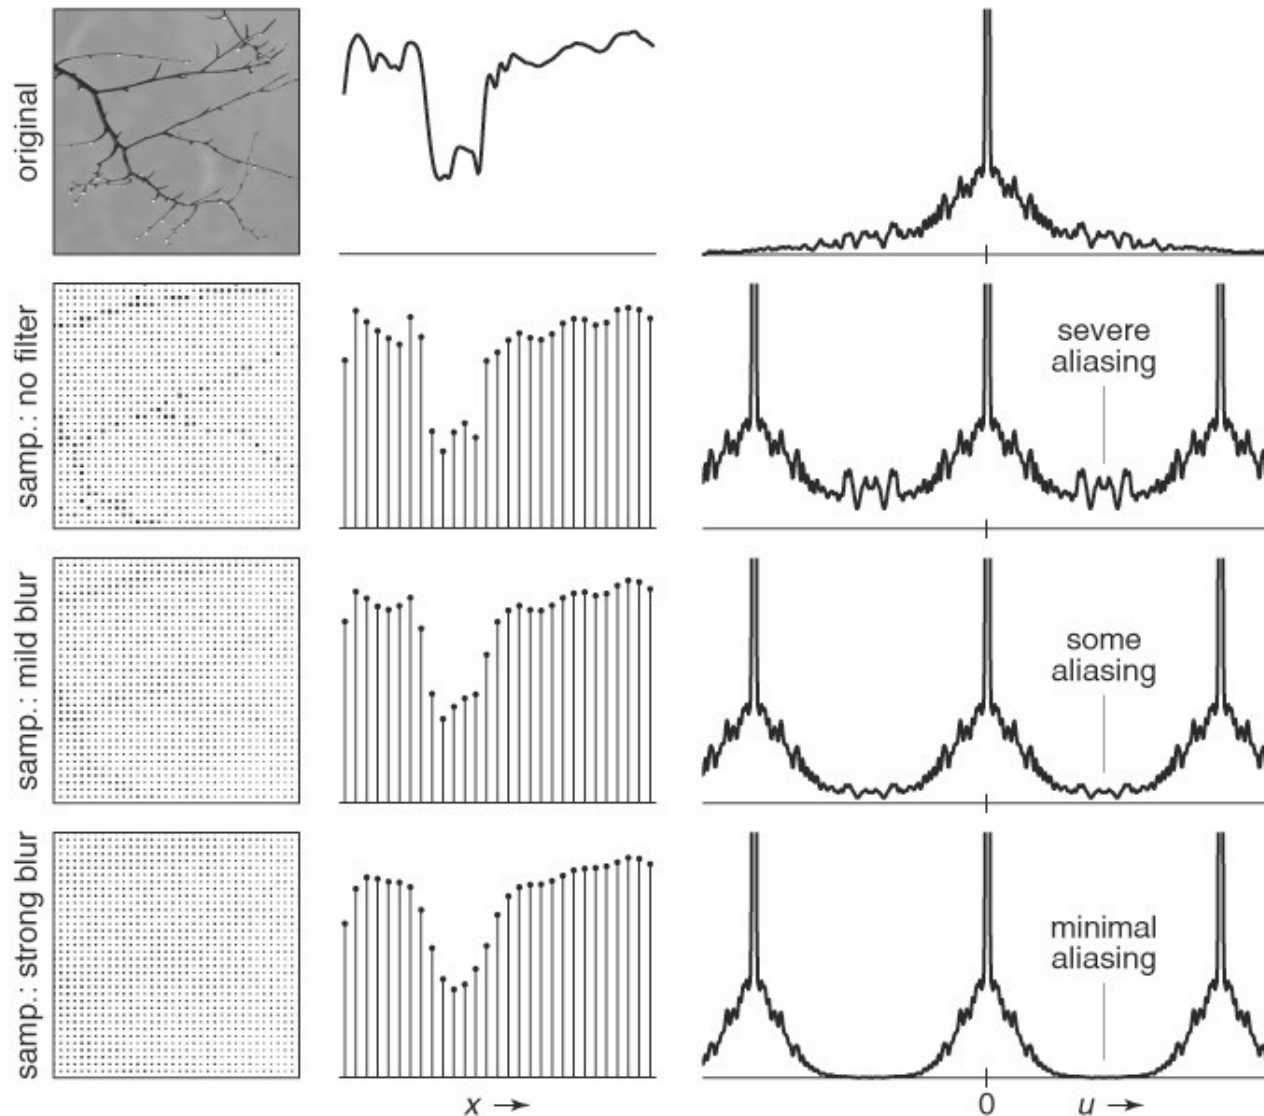 original
samp.: no filter
severe
aliasing
samp.: mild blur
some
aliasing
samp.: strong blur
minimal
aliasing
x →
0
u →